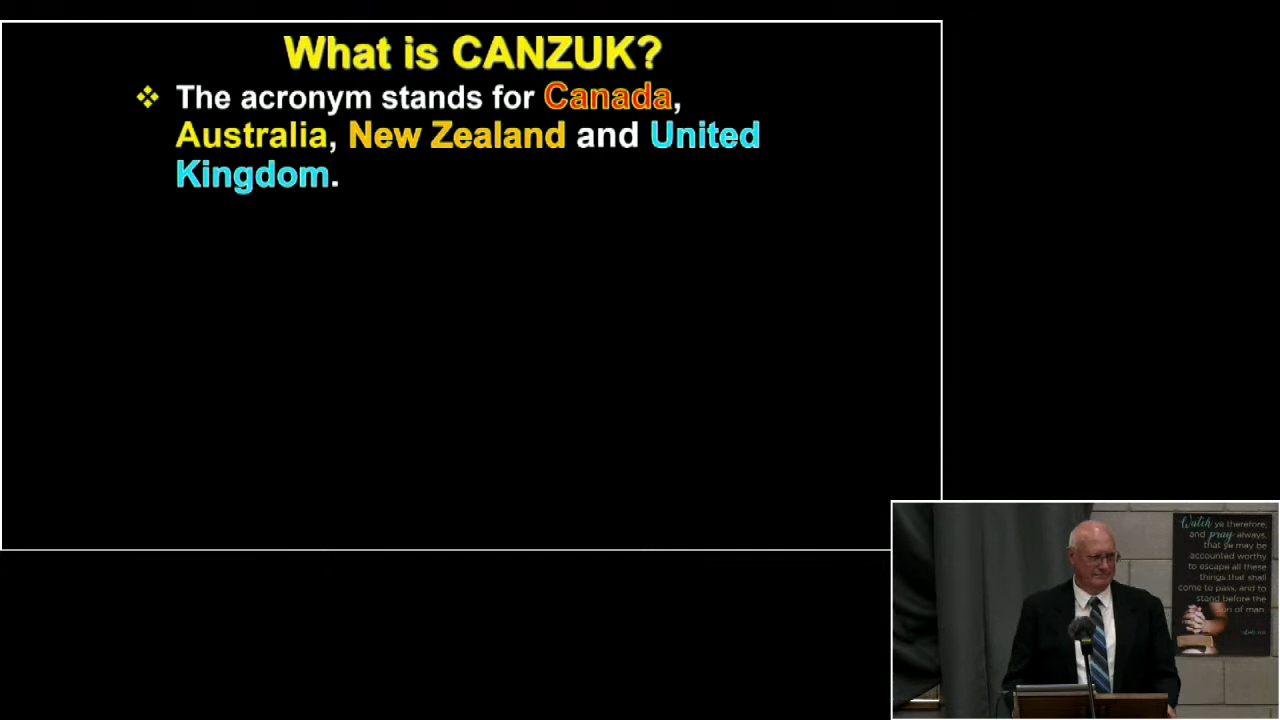 What is CANZUK?
❖ The acronym stands for Canada,
Australia, New Zealand and United
Kingdom.
Watch ye therefore,
and pray always,
that ye may be
accounted worthy
to escape all these
things that shall
come to pass, and to
stand before the
Son of man.